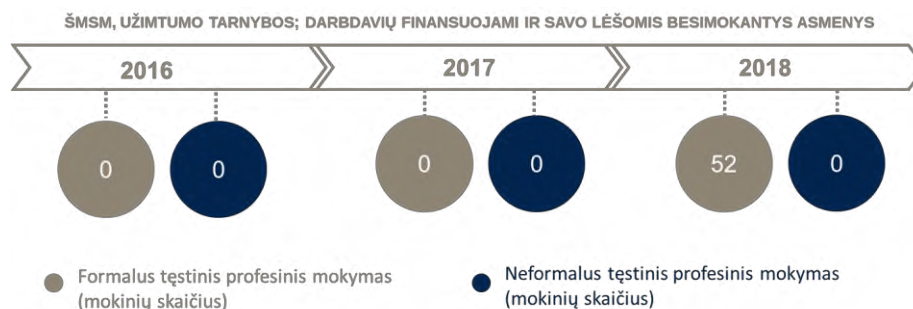 ŠMSM, UŽIMTUMO TARNYBOS; DARBDAVIŲ FINANSUOJAMI IR SAVO LĖŠOMIS BESIMOKANTYS ASMENYS
2016 2017 2018
0 0 0 0 52 0
Formalus tęstinis profesinis mokymas Neformalus tęstinis profesinis mokymas
(mokinių skaičius) (mokinių skaičius)